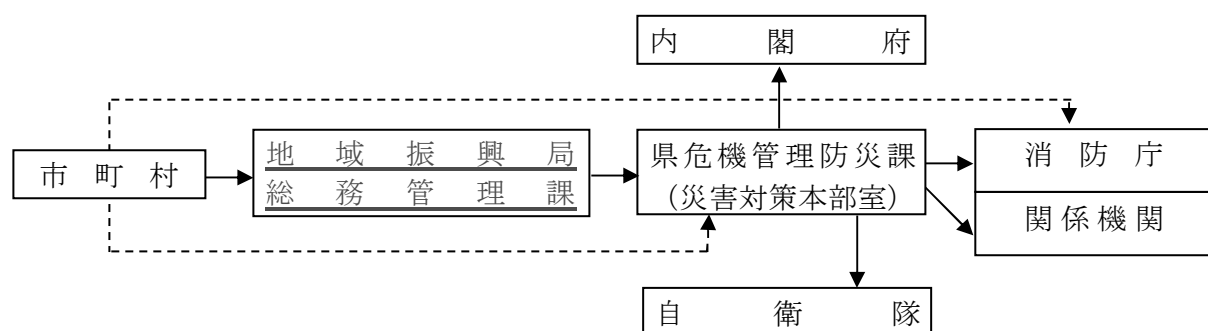 内閣府
市町村
地域振興局
総務管理課
県危機管理防災課
(災害対策本部室)
消防庁
関係機関
自衛隊